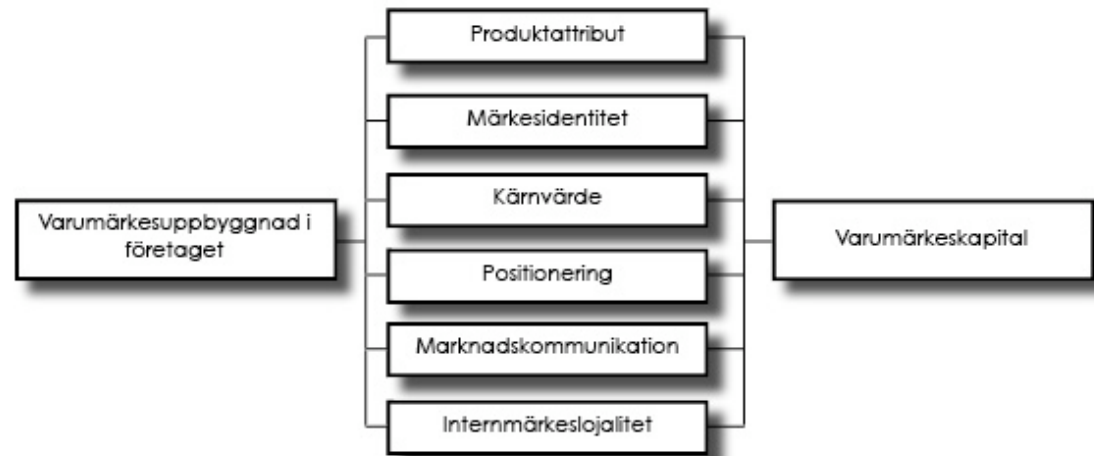 Produktattribut
Märkesidentitet
Kärnvärde
Varumärkesuppbyggnad i
företaget
Varumärkeskapital
Positionering
Marknadskommunikation
Internmärkeslojalitet